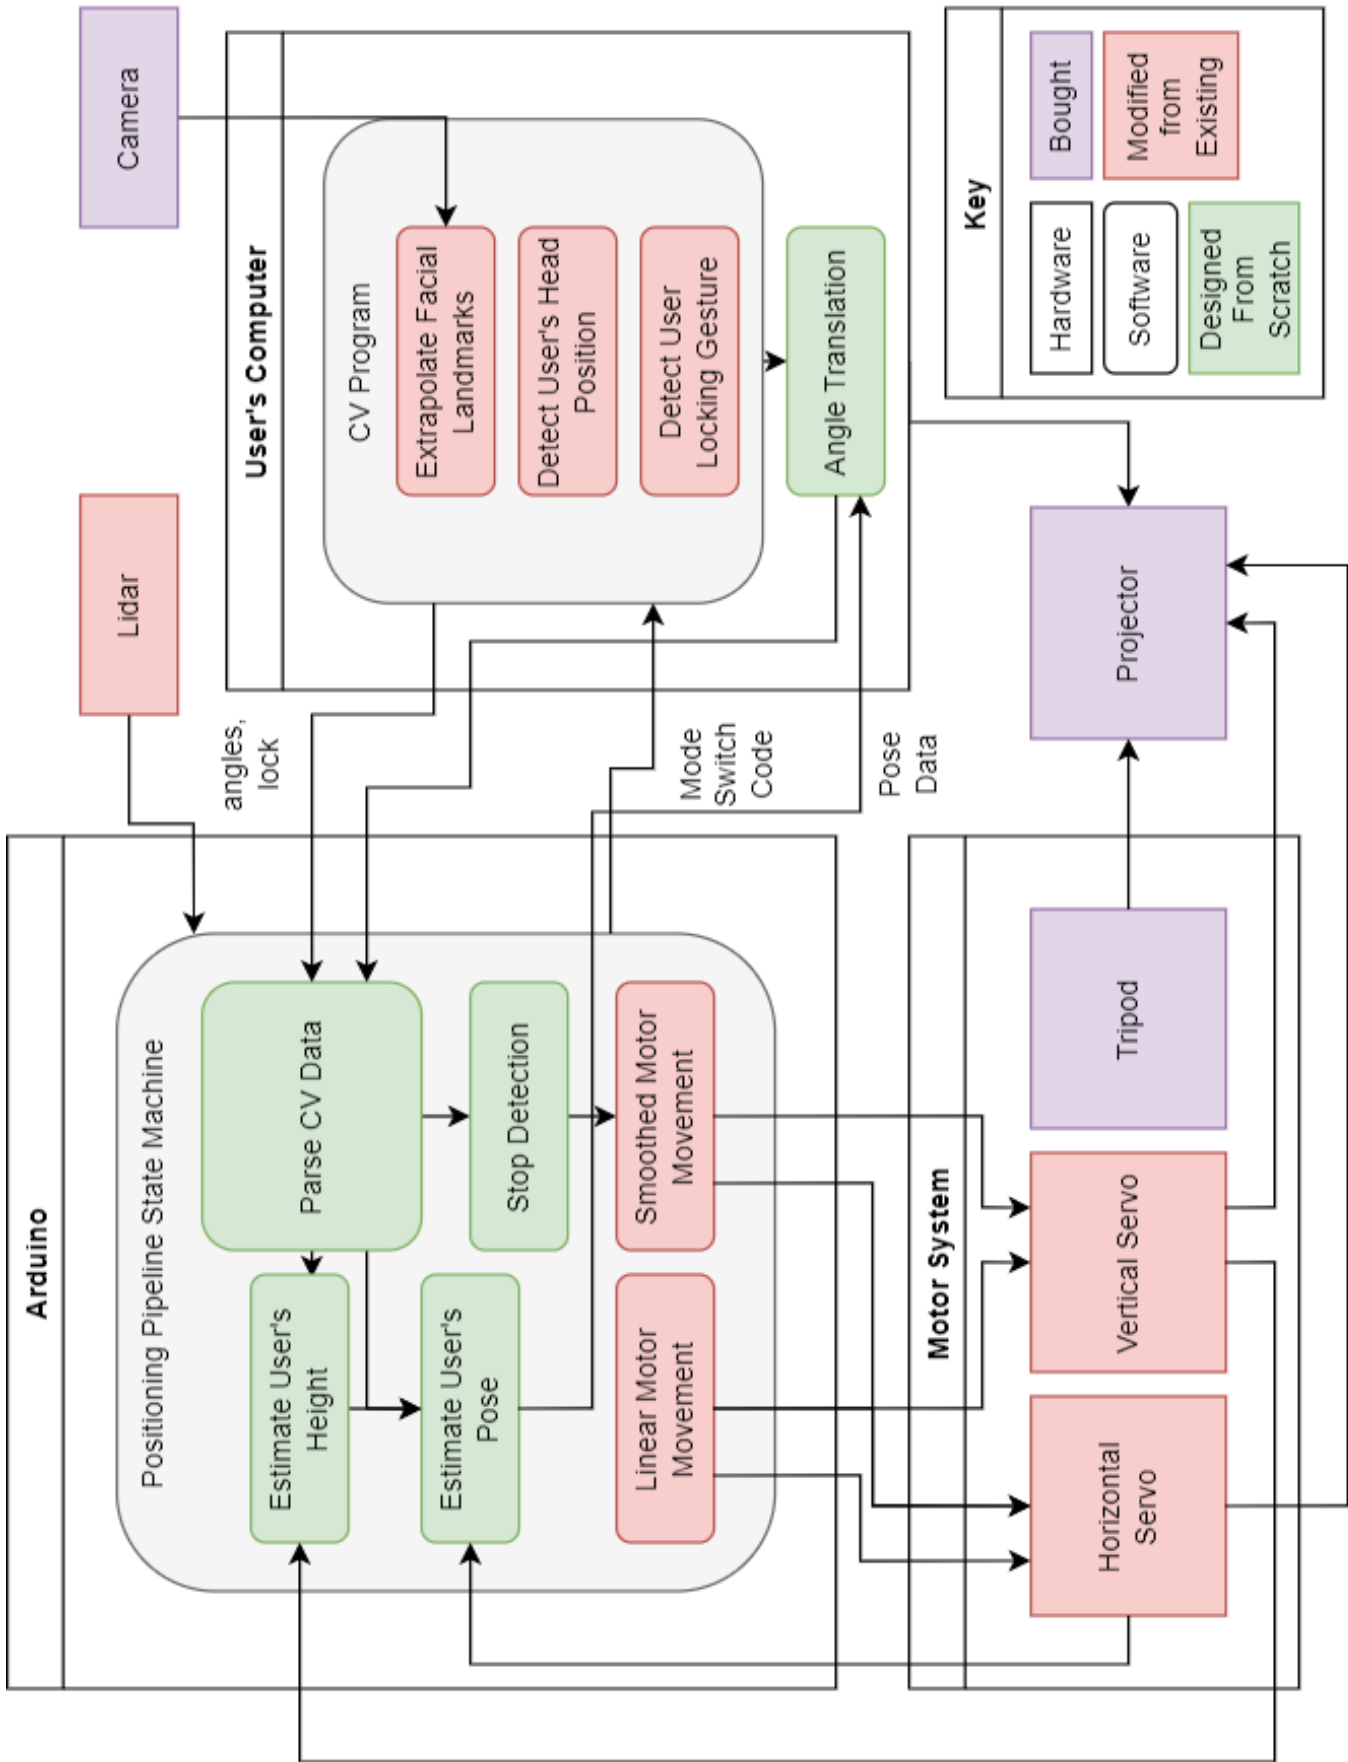 Arduino
Positioning Pipeline State Machine
Estimate User's
Height
Parse CV Data
Estimate User's
Pose
Stop Detection
Linear Motor
Movement
Smoothed Motor
Movement
Lidar
Camera
angles,
lock
Mode
Switch
Code
Pose
Data
User's Computer
CV Program
Extrapolate Facial
Landmarks
Detect User's Head
Position
Detect User
Locking Gesture
Angle Translation
Motor System
Horizontal
Servo
Vertical Servo
Tripod
Projector
Key
Hardware
Bought
Software
Modified
from
Existing
Designed
From
Scratch